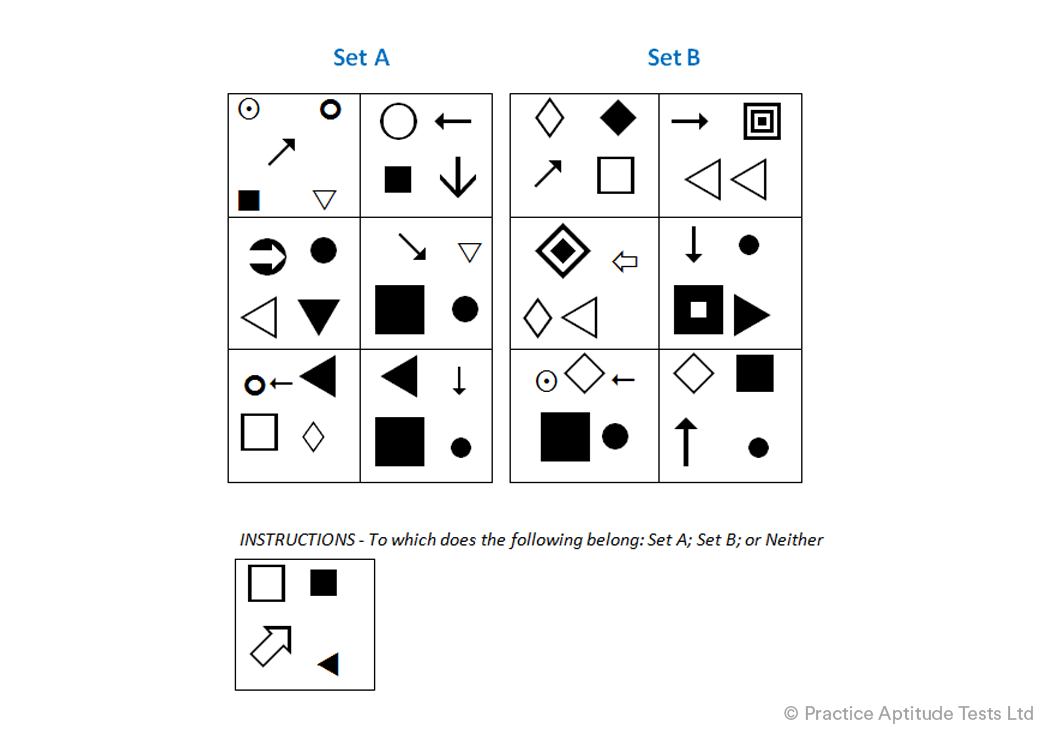 Set A
Set B
INSTRUCTIONS - To which does the following belong: Set A; Set B; or Neither
© Practice Aptitude Tests Ltd